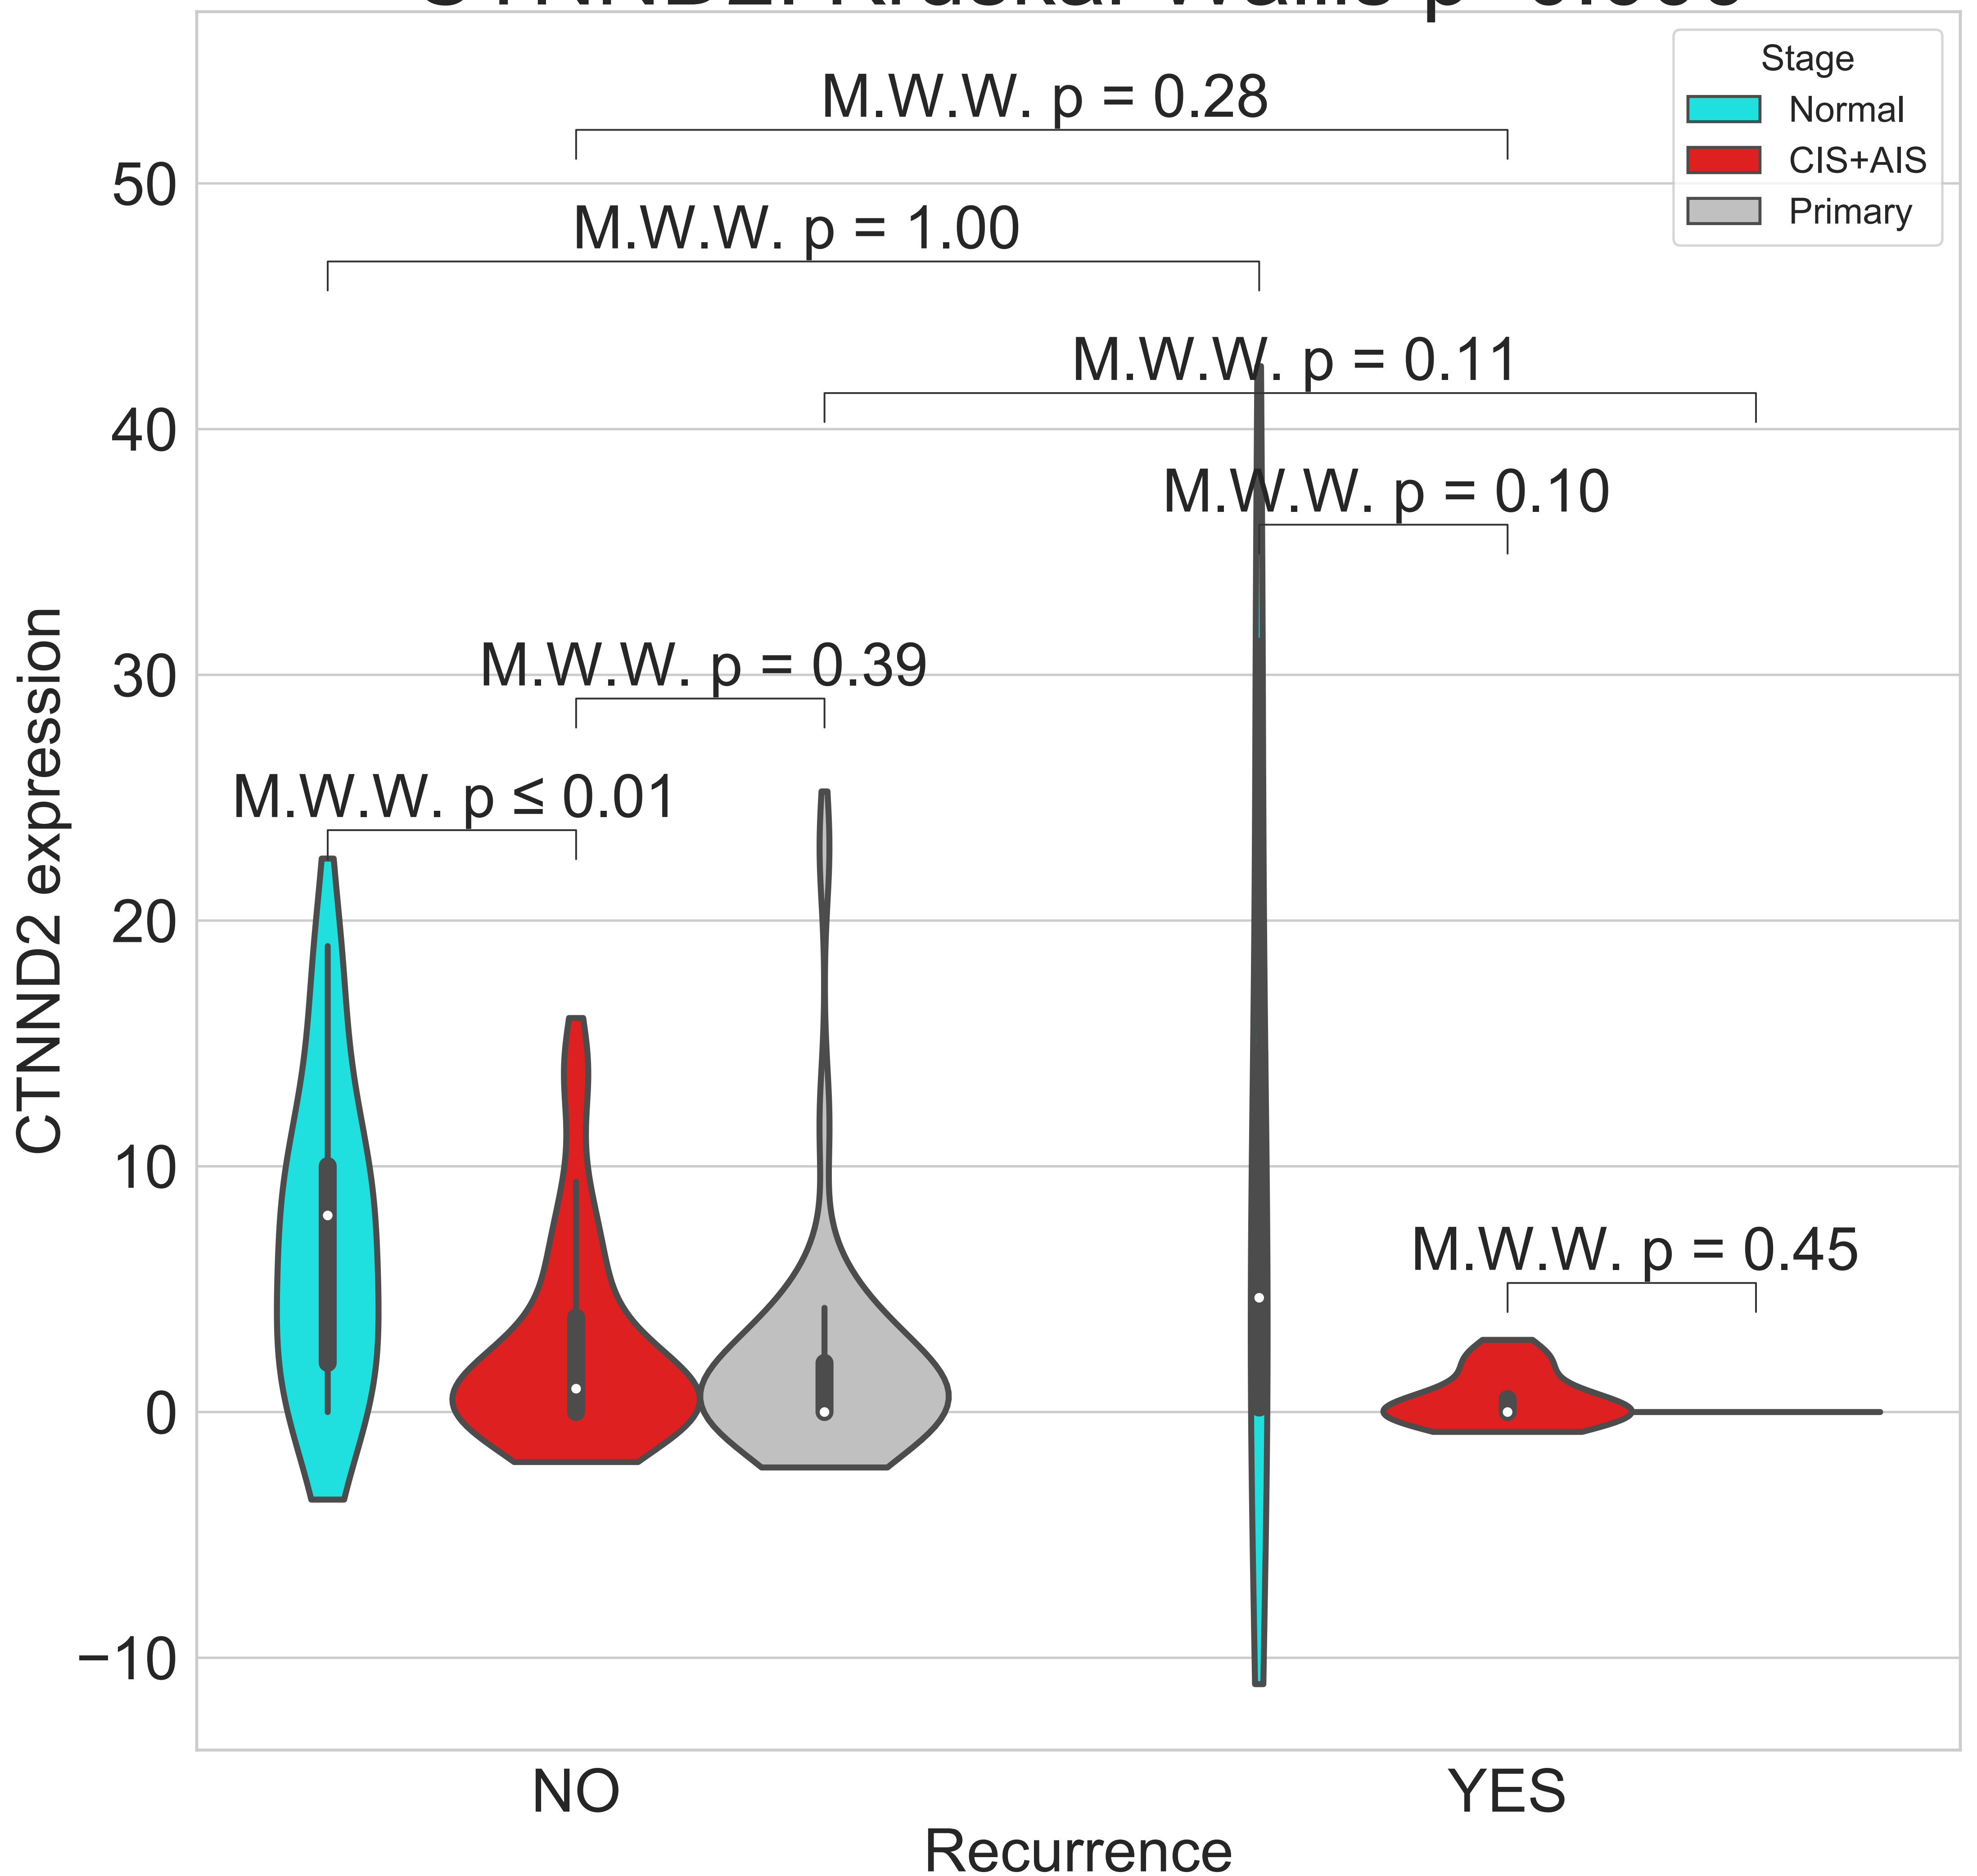 Stage
Normal
CIS+AIS
Primary
M.W.W. p = 0.28
M.W.W. p = 1.00
M.W.W. p = 0.11
M.W.W. p = 0.10
M.W.W. p = 0.39
M.W.W. p ≤ 0.01
M.W.W. p = 0.45
50
40
30
20
10
0
−10
CTNND2 expression
NO
YES
Recurrence